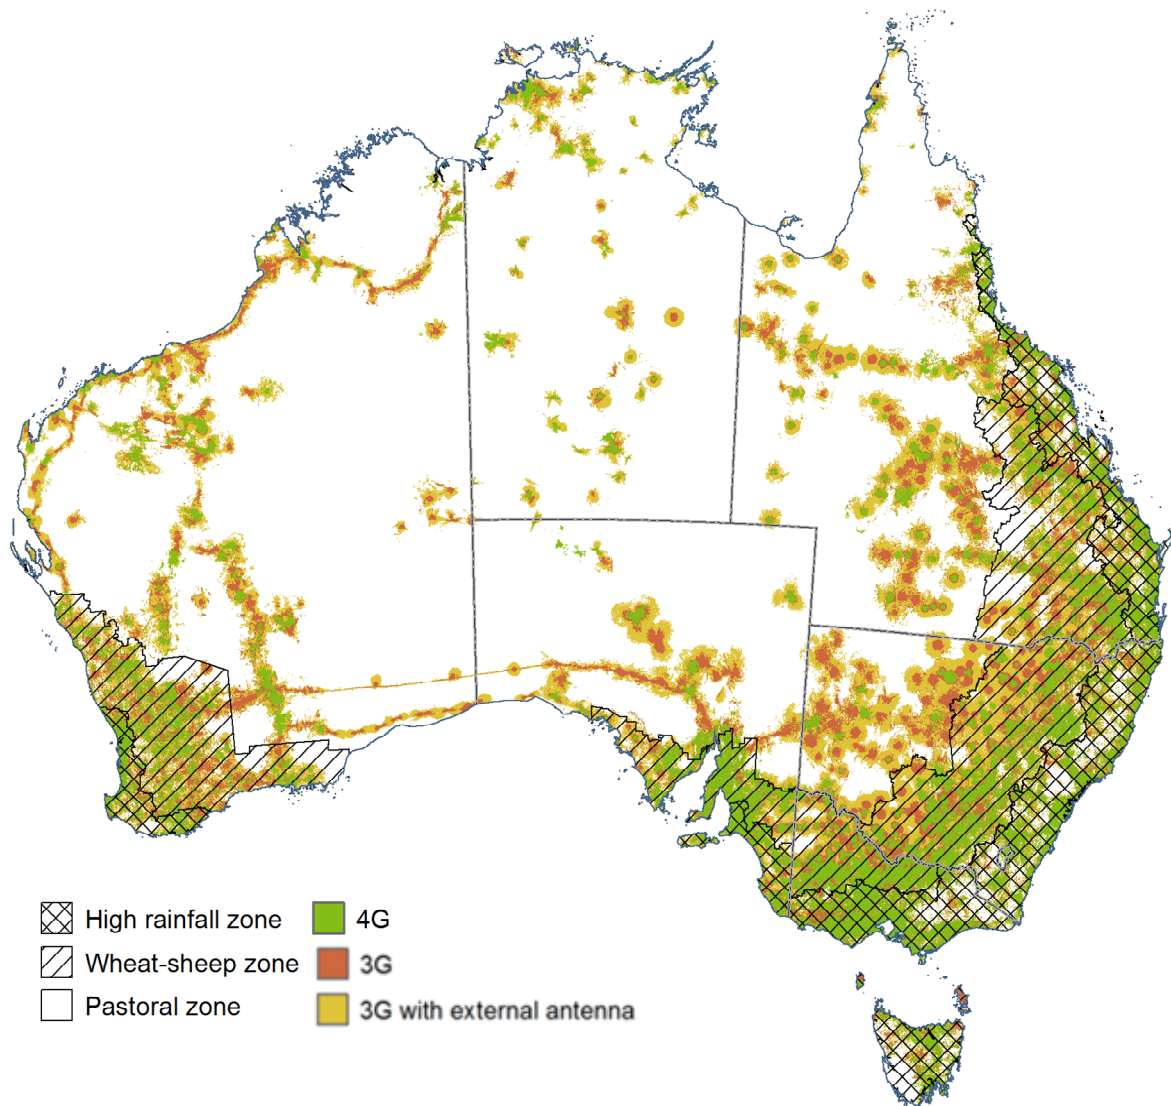 High rainfall zone 4G
Wheat-sheep zone 3G
Pastoral zone 3G with external antenna